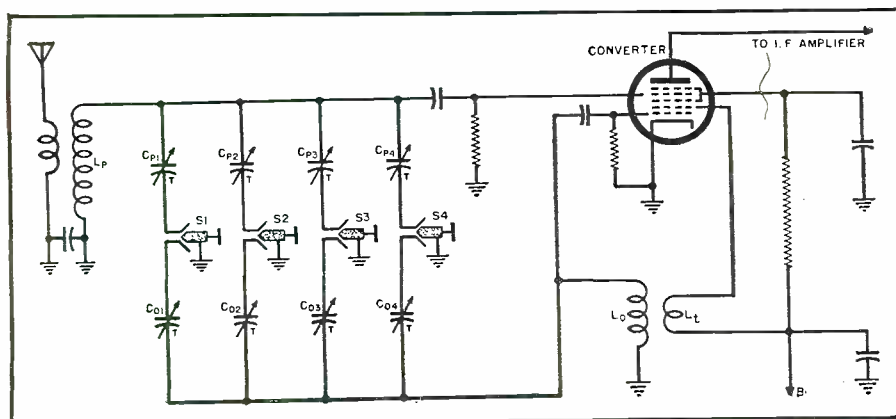 TO I.F AMPLIFIER
CONVERTER
LP
CP1 T
CP2 T
CP3 T
CP4 T
S1
S2
S3
S4
CO1 T
CO2 T
CO3 T
CO4 T
LO
Lt
B